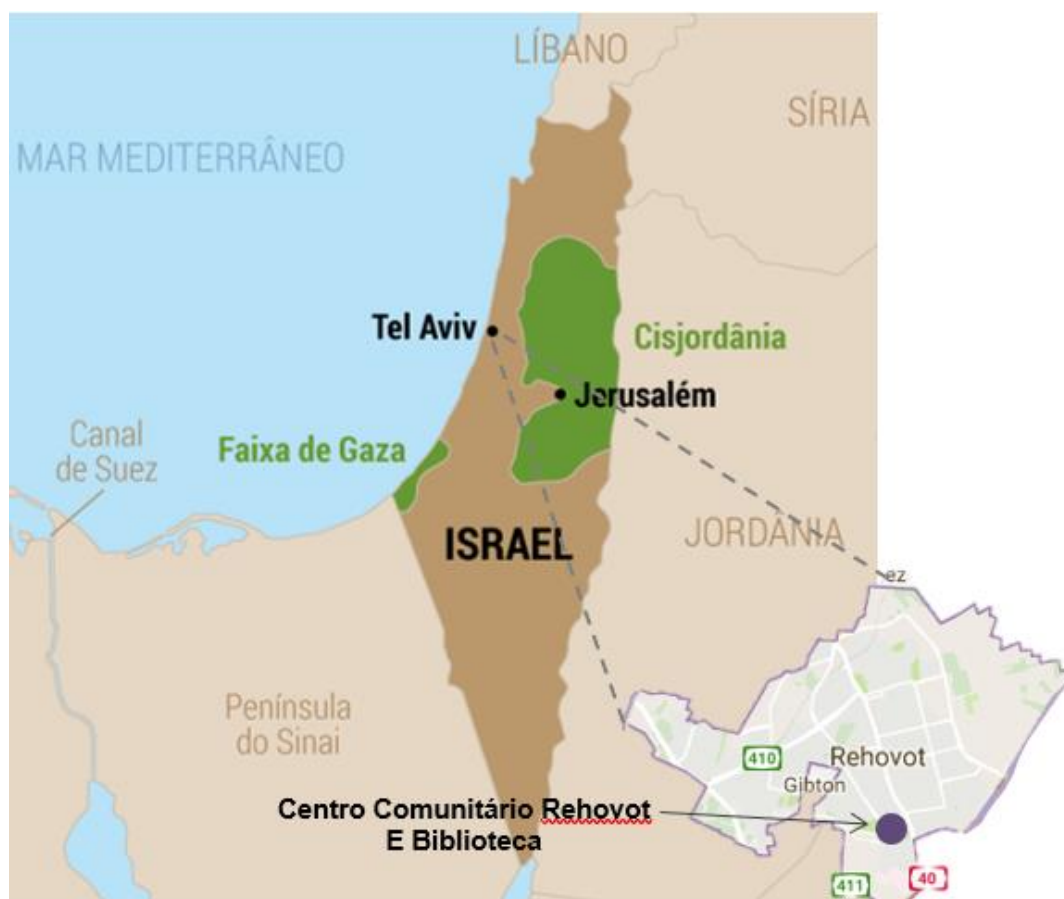 LÍBANO
SÍRIA
MAR MEDITERRÂNEO
Tel Aviv
Cisjordânia
Jerusalém
Canal
de Suez
Faixa de Gaza
ISRAEL
JORDÂNIA
ez
Península
do Sinai
410
Rehovot
Gibton
Centro Comunitário Rehovot
E Biblioteca
411
40